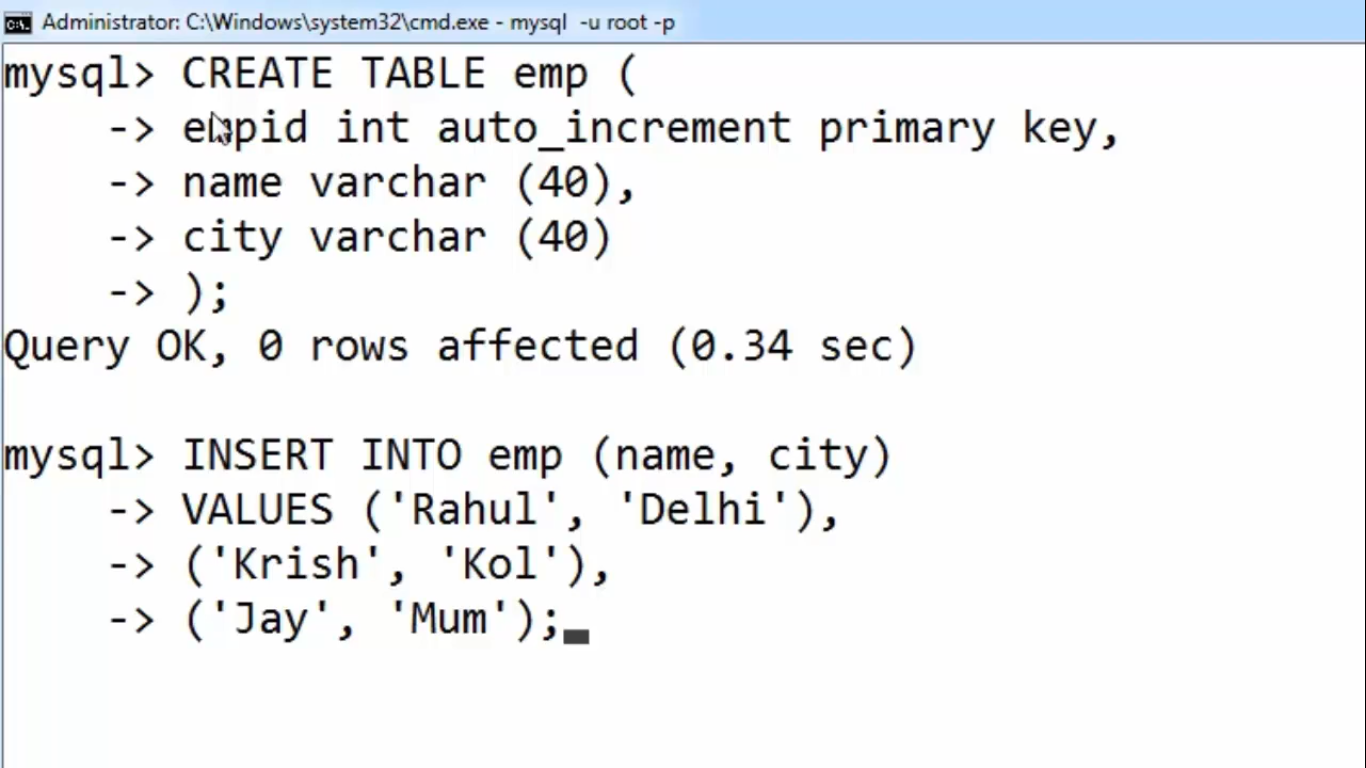 Administrator: C:\Windows\system32\cmd.exe - mysql -u root -p
mysql> CREATE TABLE emp (
-> empid int auto_increment primary key,
-> name varchar (40),
-> city varchar (40)
-> );
Query OK, 0 rows affected (0.34 sec)
mysql> INSERT INTO emp (name, city)
-> VALUES ('Rahul', 'Delhi'),
-> ('Krish', 'Kol'),
-> ('Jay', 'Mum');